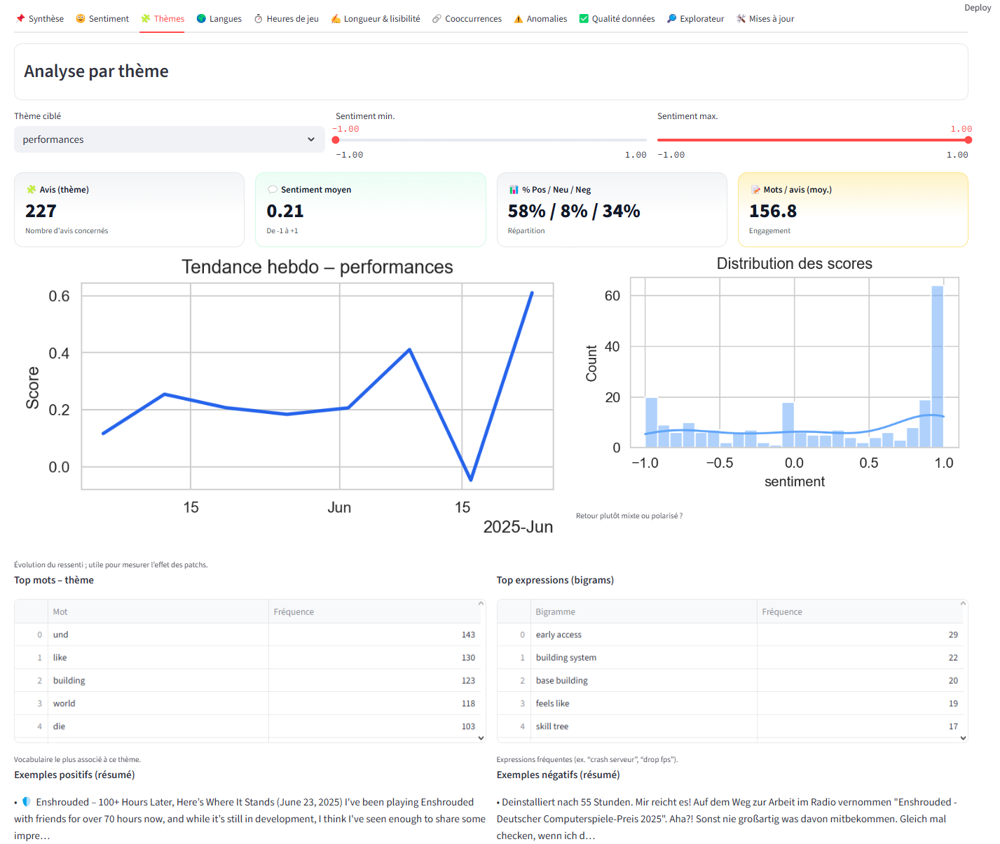 Deploy
📌 Synthèse 😀 Sentiment 🧩 Thèmes 🌍 Langues ⏱️ Heures de jeu ✍️ Longueur & lisibilité 🔗 Cooccurrences ⚠️ Anomalies ✅ Qualité données 🔎 Explorateur 🛠️ Mises à jour
Analyse par thème
Thème ciblé
performances
Sentiment min.
-1.00
-1.00 1.00
Sentiment max.
1.00
-1.00 1.00
🧩 Avis (thème)
227
Nombre d'avis concernés
💬 Sentiment moyen
0.21
De -1 à +1
📊 % Pos / Neu / Neg
58% / 8% / 34%
Répartition
📝 Mots / avis (moy.)
156.8
Engagement
Tendance hebdo – performances
Score
0.6
0.4
0.2
0.0
15 Jun 15
2025-Jun
Distribution des scores
Count
60
40
20
0
−1.0 −0.5 0.0 0.5 1.0
sentiment
Retour plutôt mixte ou polarisé ?
Évolution du ressenti ; utile pour mesurer l'effet des patchs.
Top mots – thème
Mot Fréquence
0 und 143
1 like 130
2 building 123
3 world 118
4 die 103
Vocabulaire le plus associé à ce thème.
Top expressions (bigrams)
Bigramme Fréquence
0 early access 29
1 building system 22
2 base building 20
3 feels like 19
4 skill tree 17
Expressions fréquentes (ex. “crash serveur”, “drop fps”).
Exemples positifs (résumé)
• 🛡️ Enshrouded – 100+ Hours Later, Here’s Where It Stands (June 23, 2025) I've been playing Enshrouded
with friends for over 70 hours now, and while it’s still in development, I think I've seen enough to share some
impre…
Exemples négatifs (résumé)
• Deinstalliert nach 55 Stunden. Mir reicht es! Auf dem Weg zur Arbeit im Radio vernommen "Enshrouded -
Deutscher Computerspiele-Preis 2025". Aha?! Sonst nie großartig was davon mitbekommen. Gleich mal
checken, wenn ich d…